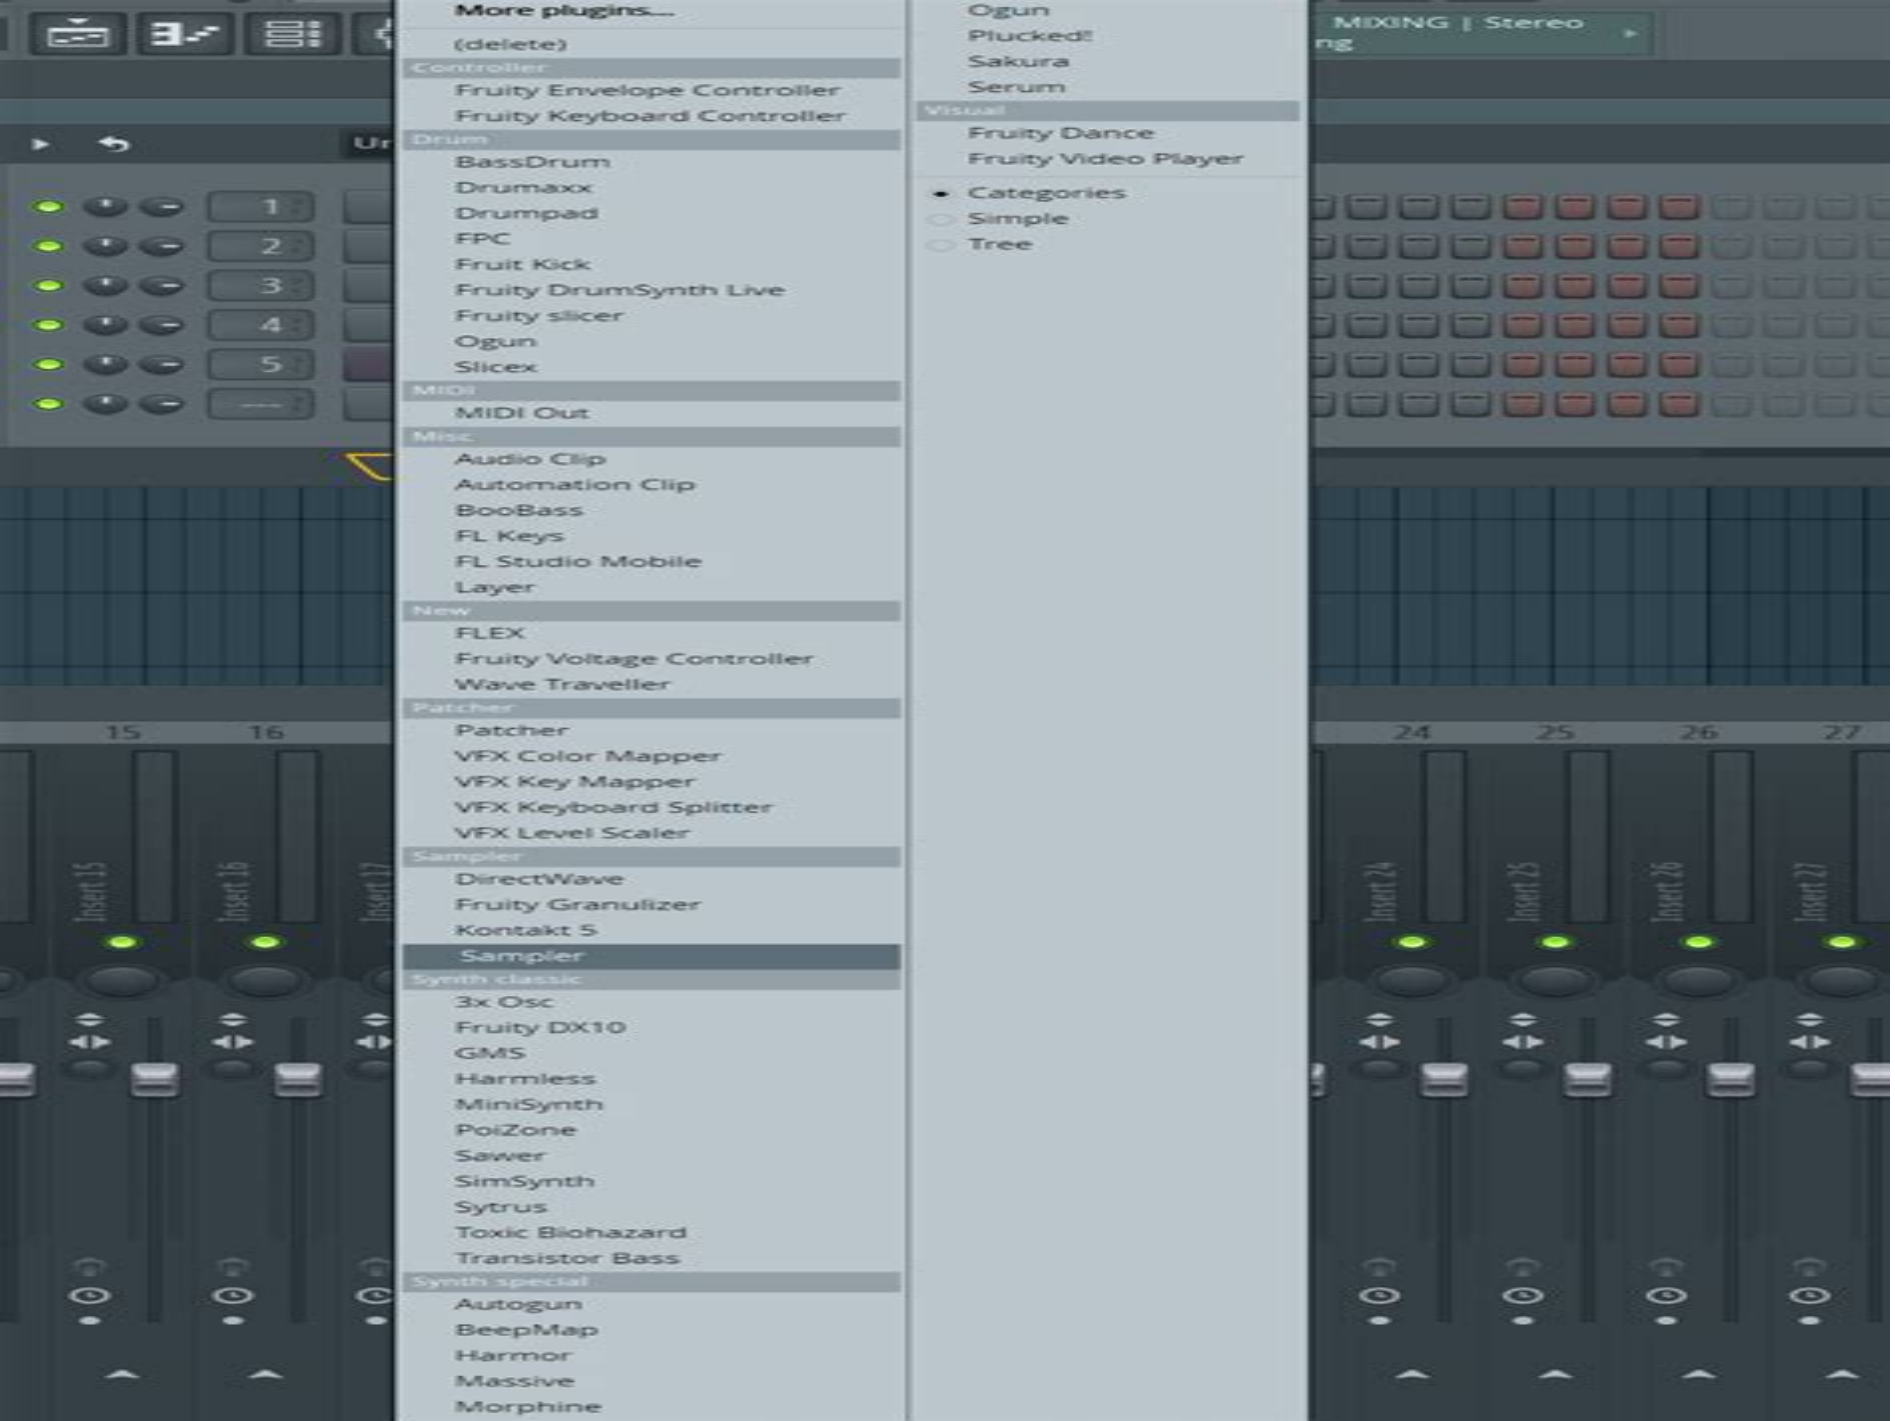 More plugins...
(delete)
Controller
Fruity Envelope Controller
Fruity Keyboard Controller
Drum
BassDrum
Drumaxx
Drumpad
FPC
Fruit Kick
Fruity DrumSynth Live
Fruity slicer
Ogun
Slicex
MIDI
MIDI Out
Misc
Audio Clip
Automation Clip
BooBass
FL Keys
FL Studio Mobile
Layer
New
FLEX
Fruity Voltage Controller
Wave Traveller
Patcher
Patcher
VFX Color Mapper
VFX Key Mapper
VFX Keyboard Splitter
VFX Level Scaler
Sampler
DirectWave
Fruity Granulizer
Kontakt 5
Sampler
Synth classic
3x Osc
Fruity DX10
GMS
Harmless
MiniSynth
PoiZone
Sawer
SimSynth
Sytrus
Toxic Biohazard
Transistor Bass
Synth special
Autogun
BeepMap
Harmor
Massive
Morphine
Ogun
Plucked!
Sakura
Serum
Visual
Fruity Dance
Fruity Video Player
Categories
Simple
Tree
MIXING | Stereo
ng
Ur
1
2
3
4
5
---
15 16
Insert 15
Insert 16
Insert 17
24 25 26 27
Insert 24
Insert 25
Insert 26
Insert 27